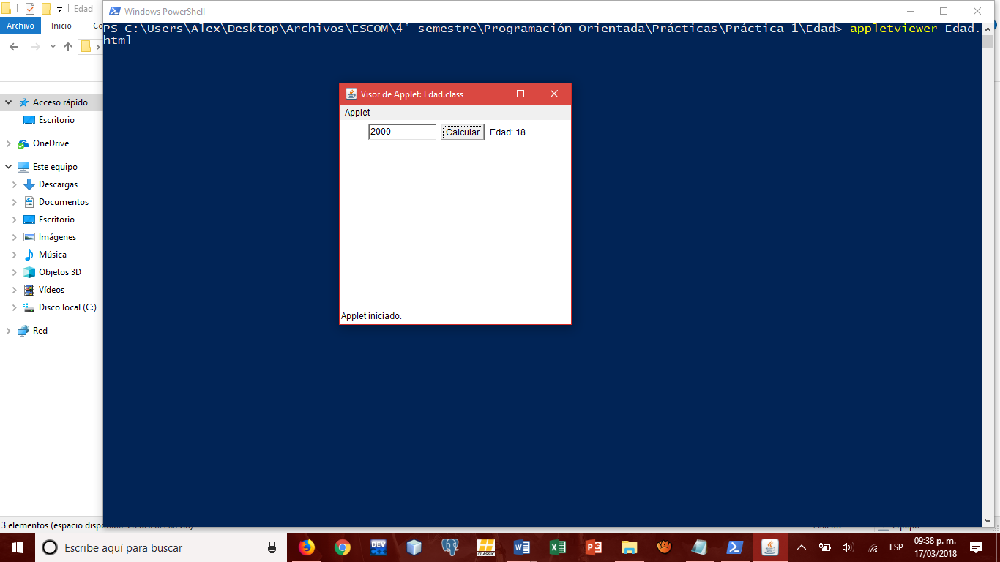 Edad
Windows PowerShell
Archivo
Inicio
PS C:\Users\Alex\Desktop\Archivos\ESCOM\4° semestre\Programación Orientada\Prácticas\Práctica 1\Edad> appletviewer Edad.
html
Visor de Applet: Edad.class
Applet
2000
Calcular
Edad: 18
Applet iniciado.
Acceso rápido
Escritorio
OneDrive
Este equipo
Descargas
Documentos
Escritorio
Imágenes
Música
Objetos 3D
Vídeos
Disco local (C:)
Red
3 elementos (espacio
Equipo
Escribe aquí para buscar
DEV
CLASSIC
ESP
09:38 p. m.
17/03/2018